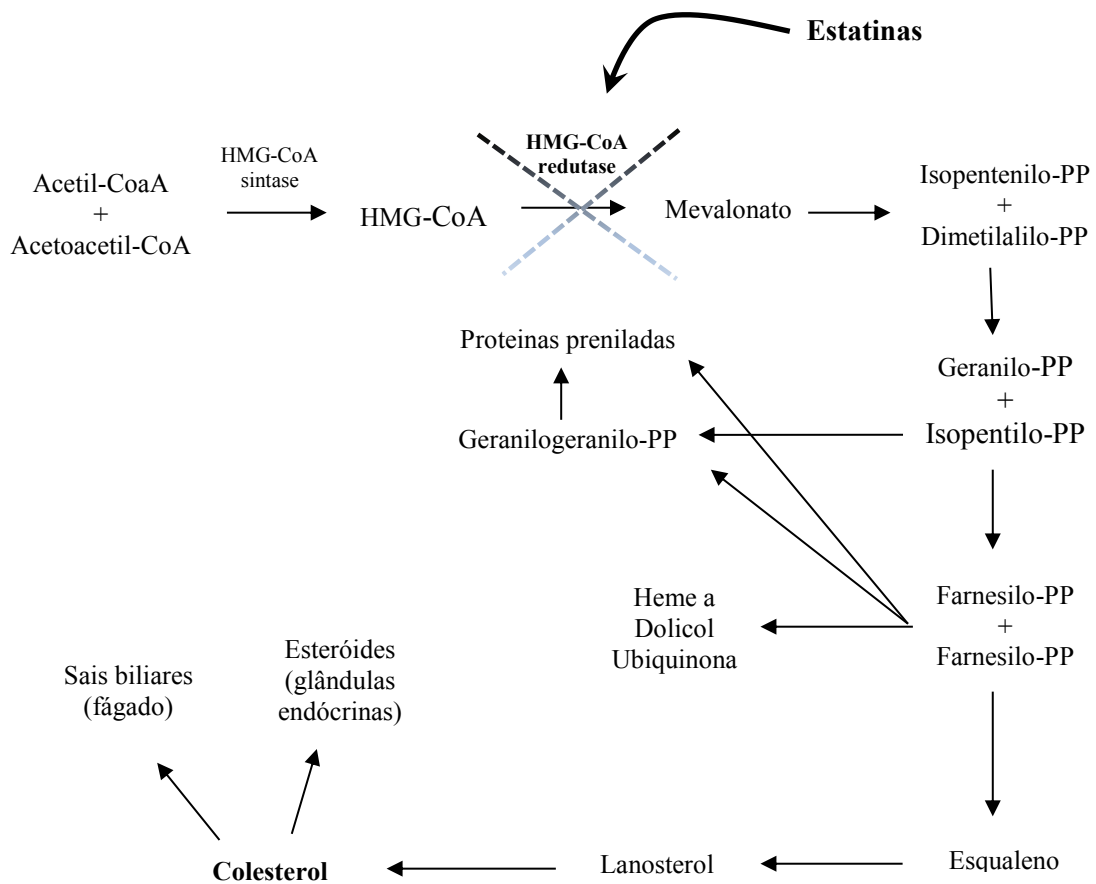 Estatinas
HMG-CoA
redutase
HMG-CoA
sintase
Acetil-CoaA
+
Acetoacetil-CoA
HMG-CoA
Mevalonato
Isopentenilo-PP
+
Dimetilalilo-PP
Proteinas preniladas
Geranilo-PP
+
Isopentilo-PP
Geranilogeranilo-PP
Farnesilo-PP
+
Farnesilo-PP
Heme a
Dolicol
Ubiquinona
Esteróides
(glândulas
endócrinas)
Sais biliares
(fágado)
Colesterol
Lanosterol
Esqualeno